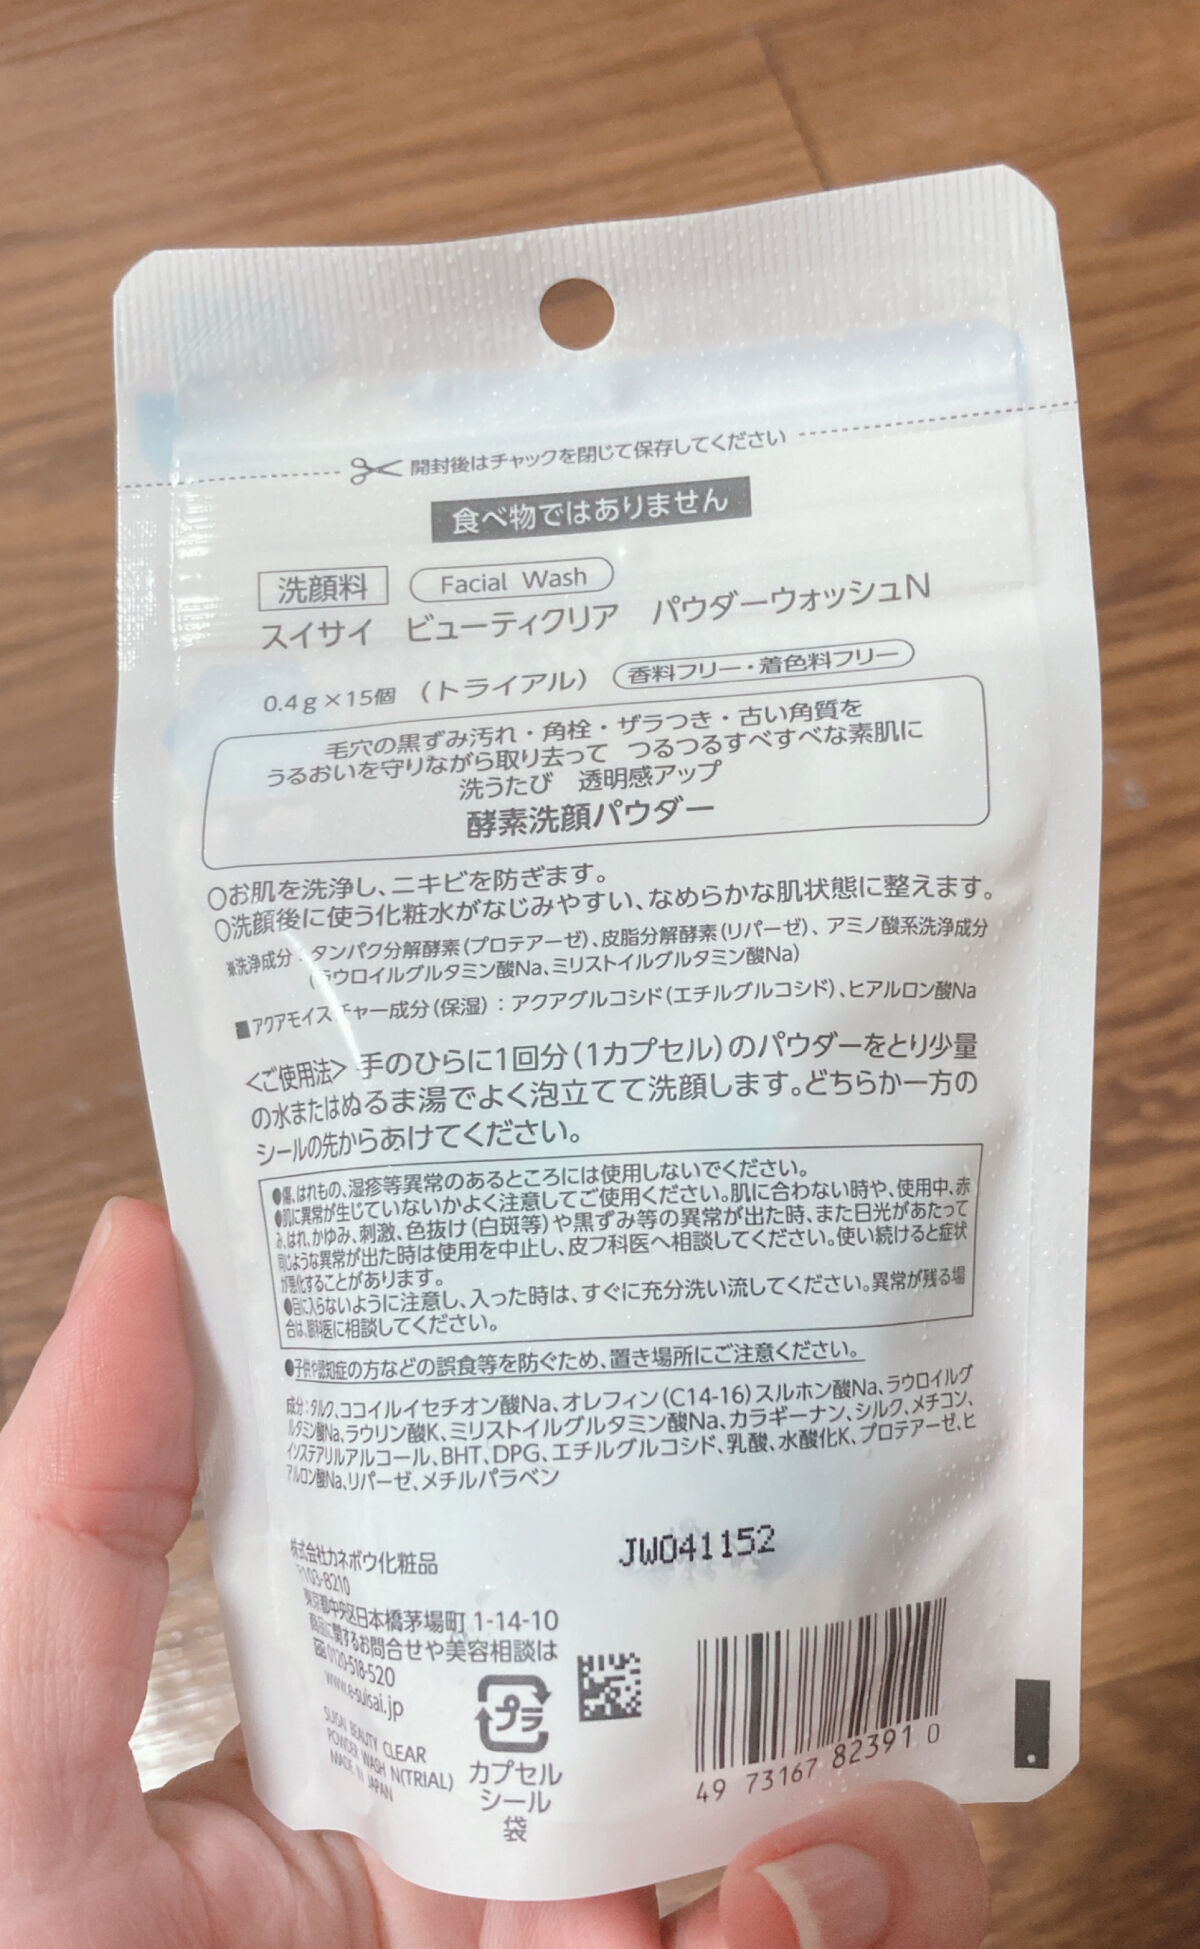 開封後はチャックを閉じて保存してください
食べ物ではありません
洗顔料 Facial Wash
スイサイ ビューティクリア パウダーウォッシュN
0.4g×15個 (トライアル) 香料フリー・着色料フリー
毛穴の黒ずみ汚れ・角栓・ザラつき・古い角質を
うるおいを守りながら取り去って つるつるすべすべな素肌に
洗うたび 透明感アップ
酵素洗顔パウダー
○お肌を洗浄し、ニキビを防ぎます。
○洗顔後に使う化粧水がなじみやすい、なめらかな肌状態に整えます。
※洗浄成分:タンパク分解酵素(プロテアーゼ)、皮脂分解酵素(リパーゼ)、アミノ酸系洗浄成分
(ラウロイルグルタミン酸Na、ミリストイルグルタミン酸Na)
■アクアモイスチャー成分(保湿):アクアグルコシド(エチルグルコシド)、ヒアルロン酸Na
<ご使用法> 手のひらに1回分(1カプセル)のパウダーをとり少量
の水またはぬるま湯でよく泡立てて洗顔します。どちらか一方の
シールの先からあけてください。
●傷、はれもの、湿疹等異常のあるところには使用しないでください。
●肌に異常が生じていないかよく注意してご使用ください。肌に合わない時や、使用中、赤
み、はれ、かゆみ、刺激、色抜け(白斑等)や黒ずみ等の異常が出た時、また日光があたって
同じような異常が出た時は使用を中止し、皮フ科医へ相談してください。使い続けると症状
が悪化することがあります。
●目に入らないように注意し、入った時は、すぐに充分洗い流してください。異常が残る場
合は、眼科医に相談してください。
●子供や認知症の方などの誤食等を防ぐため、置き場所にご注意ください。
成分:タルク、ココイルイセチオン酸Na、オレフィン(C14-16)スルホン酸Na、ラウロイルグ
ルタミン酸Na、ラウリン酸K、ミリストイルグルタミン酸Na、カラギーナン、シルク、メチコン、
イソステアリルアルコール、BHT、DPG、エチルグルコシド、乳酸、水酸化K、プロテアーゼ、ヒ
アルロン酸Na、リパーゼ、メチルパラベン
JW041152
株式会社カネボウ化粧品
〒103-8210
東京都中央区日本橋茅場町 1-14-10
商品に関するお問合せや美容相談は
0120-518-520
www.e-suisai.jp
SUISAI BEAUTY CLEAR
POWDER WASH N(TRIAL)
MADE IN JAPAN
プラ
カプセル
シール
袋
49 73167 82391 0